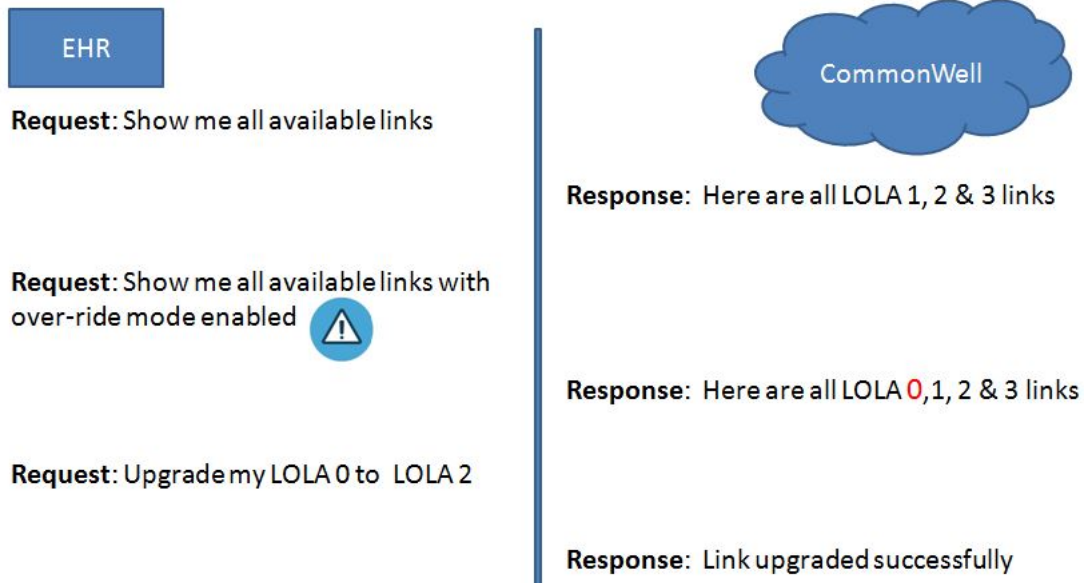 EHR
CommonWell
Request: Show me all available links
Response: Here are all LOLA 1, 2 & 3 links
Request: Show me all available links with
over-ride mode enabled
Response: Here are all LOLA 0,1, 2 & 3 links
Request: Upgrade my LOLA 0 to LOLA 2
Response: Link upgraded successfully